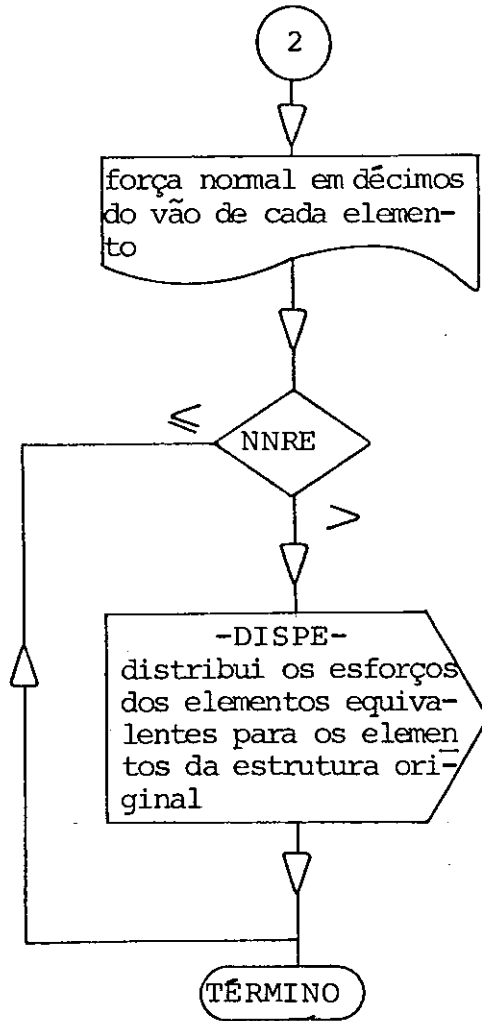 2
força normal em décimos
do vão de cada elemen-
to
≤
NNRE
>
-DISPE-
distribui os esforços
dos elementos equiva-
lentes para os elemen
tos da estrutura ori-
ginal
TÉRMINO